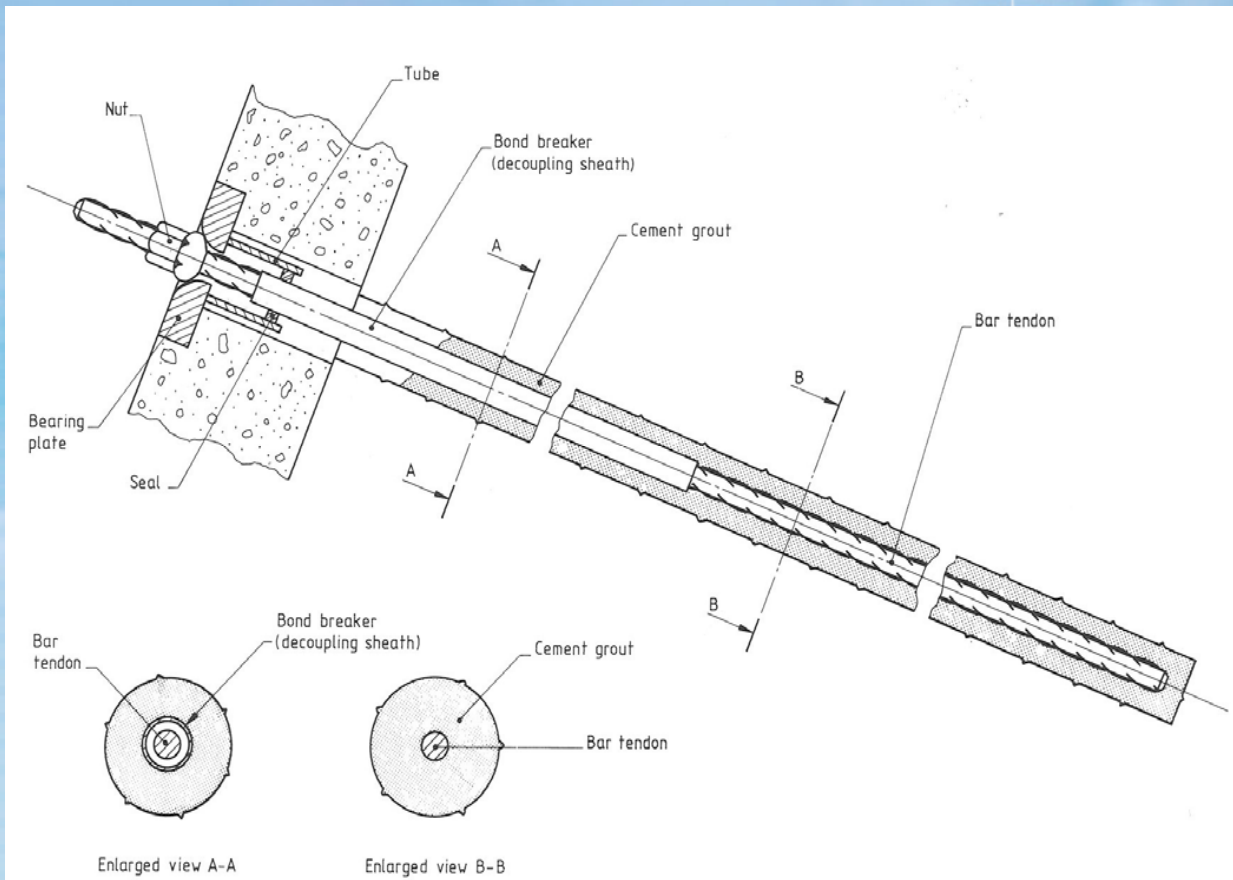 Tube
Nut
Bond breaker
(decoupling sheath)
Cement grout
A
Bar tendon
B
Bearing
plate
Seal
A
B
Bond breaker
(decoupling sheath)
Bar
tendon
Cement grout
Bar tendon
Enlarged view A-A
Enlarged view B-B